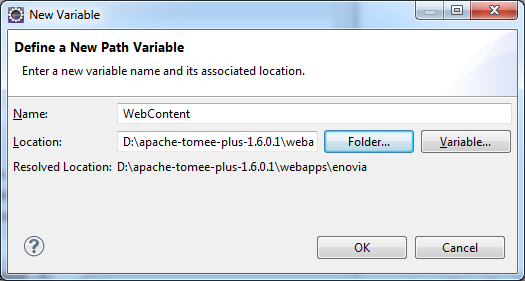 New Variable
Define a New Path Variable
Enter a new variable name and its associated location.
Name: WebContent
Location: D:\apache-tomee-plus-1.6.0.1\weba Folder... Variable...
Resolved Location: D:\apache-tomee-plus-1.6.0.1\webapps\enovia
? OK Cancel